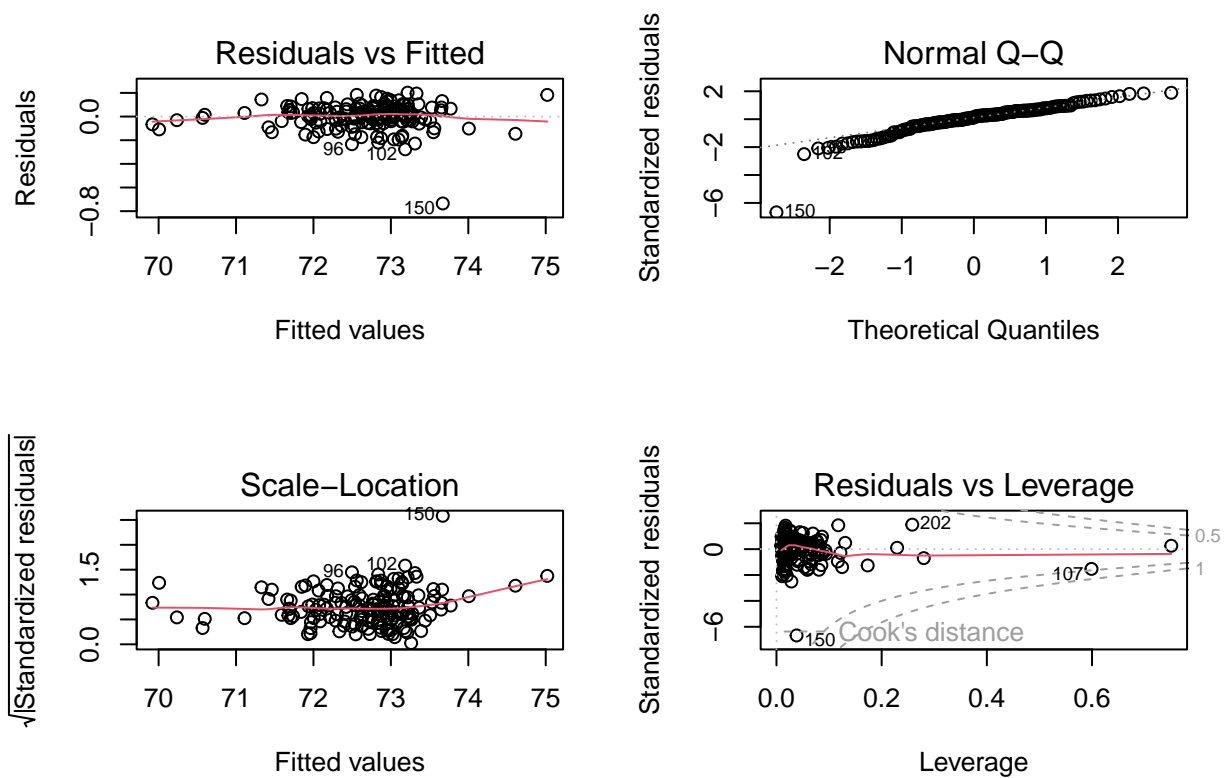 Residuals vs Fitted
Residuals
0.0
−0.8
96
102
150
70 71 72 73 74 75
Fitted values
Normal Q−Q
Standardized residuals
2
−2
−6
102
150
−2 −1 0 1 2
Theoretical Quantiles
Scale−Location
√|Standardized residuals|
1.5
0.0
150
102
96
70 71 72 73 74 75
Fitted values
Residuals vs Leverage
Standardized residuals
0
−6
202
107
150
Cook's distance
0.5
1
0.0 0.2 0.4 0.6
Leverage